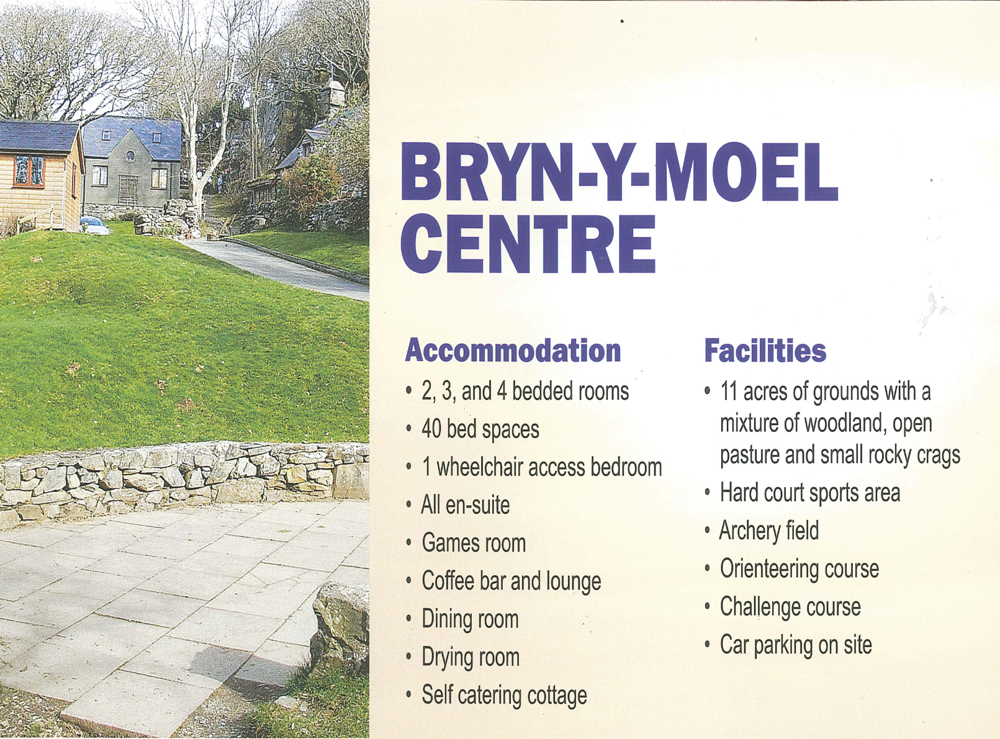 BRYN-Y-MOEL
CENTRE
Accommodation
• 2, 3, and 4 bedded rooms
• 40 bed spaces
• 1 wheelchair access bedroom
• All en-suite
• Games room
• Coffee bar and lounge
• Dining room
• Drying room
• Self catering cottage
Facilities
• 11 acres of grounds with a
mixture of woodland, open
pasture and small rocky crags
• Hard court sports area
• Archery field
• Orienteering course
• Challenge course
• Car parking on site